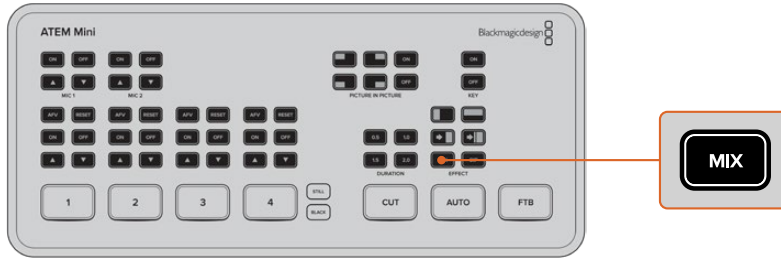 ATEM Mini
Blackmagicdesign
ON OFF ON OFF ON ON
▲ ▼ ▲ ▼ OFF OFF
MIC 1 MIC 2 PICTURE IN PICTURE KEY
AFV RESET AFV RESET AFV RESET AFV RESET
ON OFF ON OFF ON OFF ON OFF 0.5 1.0
▲ ▼ ▲ ▼ ▲ ▼ ▲ ▼ 1.5 2.0
DURATION EFFECT
1 2 3 4 STILL CUT AUTO FTB
BLACK
MIX